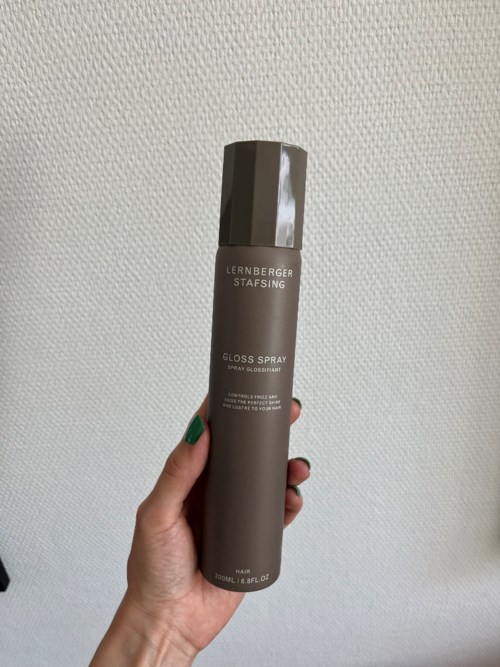 LERNBERGER
STAFSING
GLOSS SPRAY
SPRAY GLOSSIFIANT
CONTROLS FRIZZ AND
ADDS THE PERFECT SHINE
AND LUSTRE TO YOUR HAIR
HAIR
200ML | 6.8FL.OZ